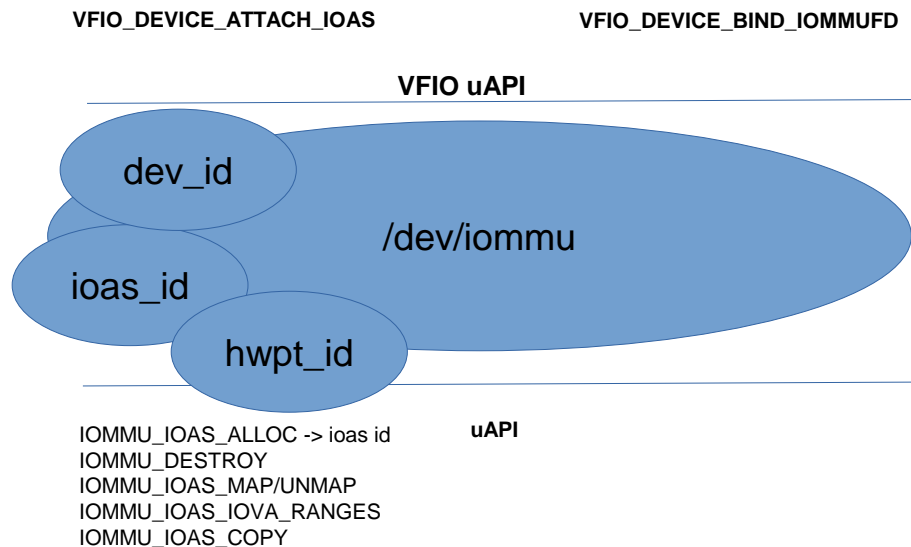 VFIO_DEVICE_ATTACH_IOAS
VFIO_DEVICE_BIND_IOMMUFD
VFIO uAPI
dev_id
/dev/iommu
ioas_id
hwpt_id
IOMMU_IOAS_ALLOC -> ioas id
uAPI
IOMMU_DESTROY
IOMMU_IOAS_MAP/UNMAP
IOMMU_IOAS_IOVA_RANGES
IOMMU_IOAS_COPY